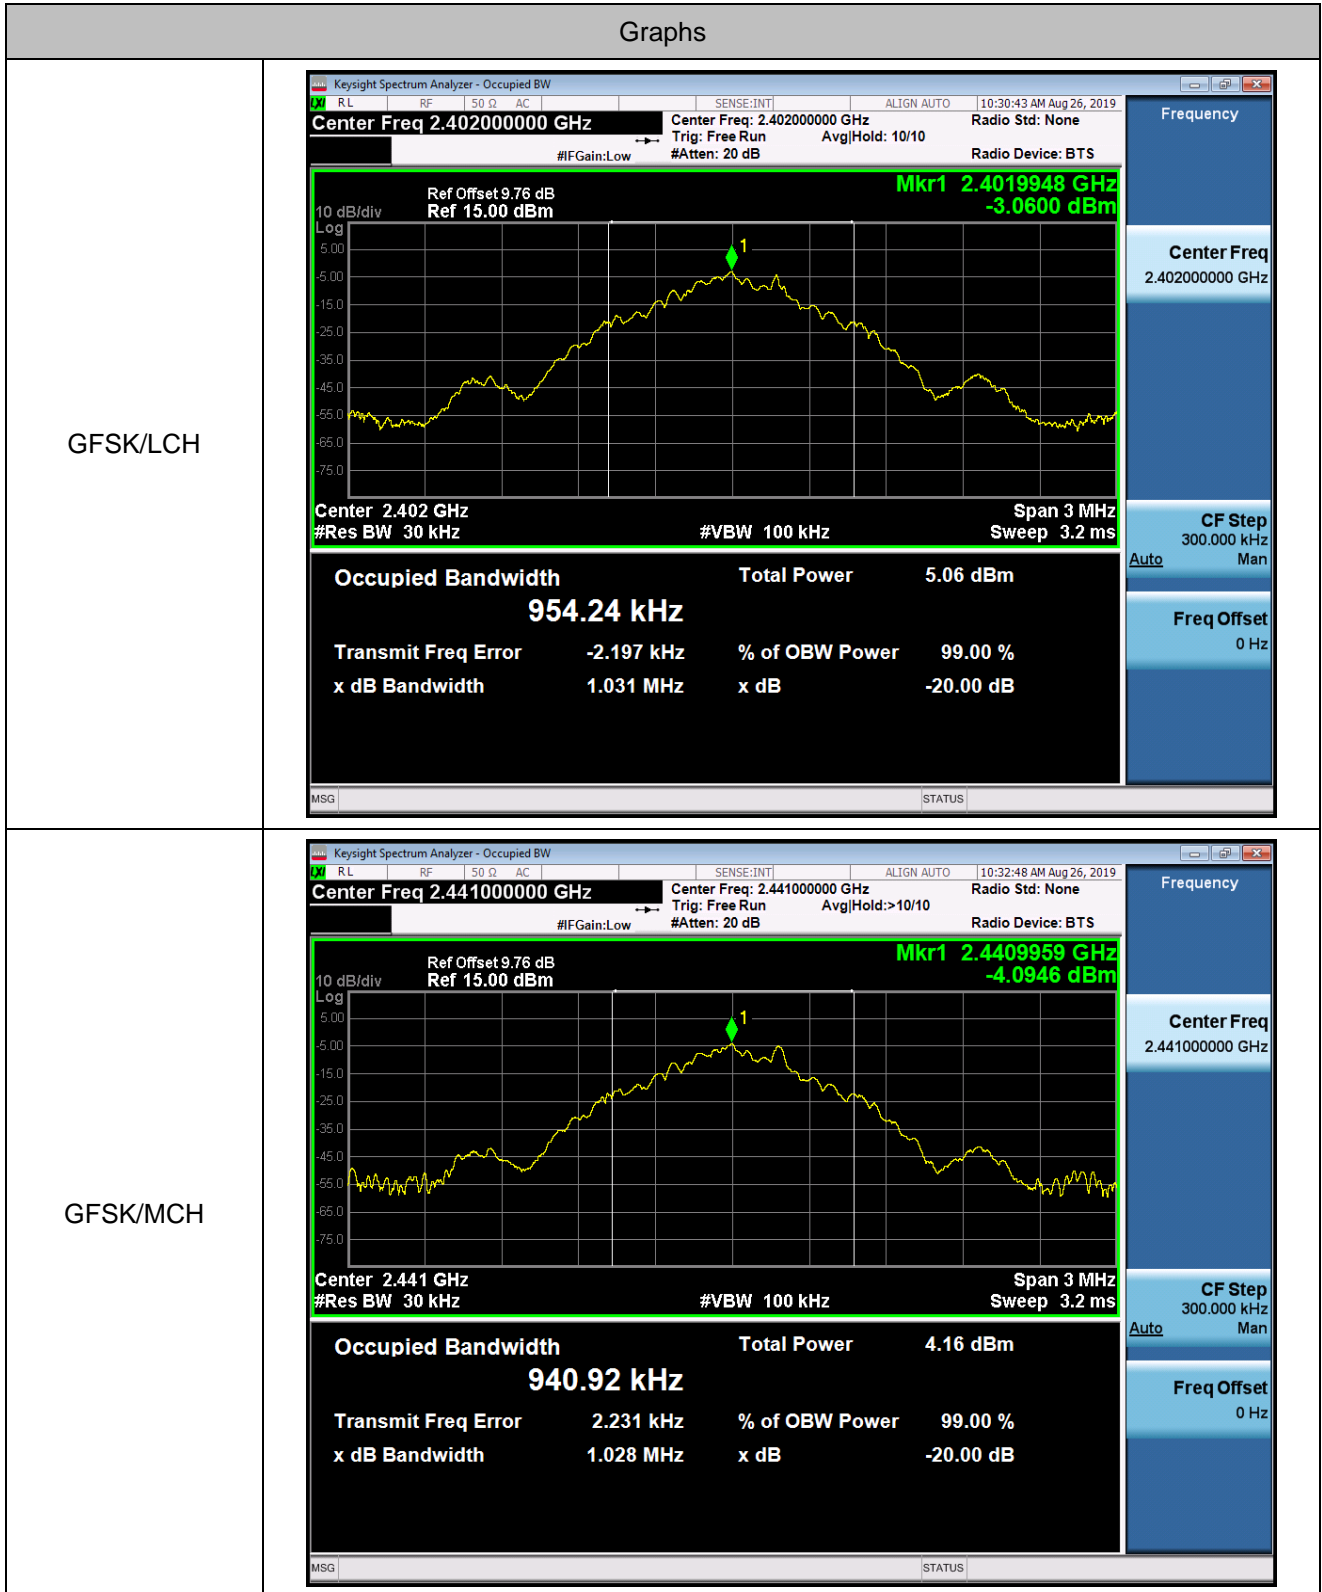 Graphs
GFSK/LCH
Keysight Spectrum Analyzer - Occupied BW
LXI RL RF 50 Ω AC SENSE:INT ALIGN AUTO 10:30:43 AM Aug 26, 2019
Center Freq 2.402000000 GHz Center Freq: 2.402000000 GHz Radio Std: None
Trig: Free Run Avg|Hold: 10/10
#IFGain:Low #Atten: 20 dB Radio Device: BTS
Frequency
Mkr1 2.4019948 GHz
-3.0600 dBm
Ref Offset 9.76 dB
10 dB/div Ref 15.00 dBm
Log
5.00
-5.00
-15.0
-25.0
-35.0
-45.0
-55.0
-65.0
-75.0
1
Center 2.402 GHz Span 3 MHz
#Res BW 30 kHz #VBW 100 kHz Sweep 3.2 ms
Center Freq
2.402000000 GHz
CF Step
300.000 kHz
Auto Man
Freq Offset
0 Hz
Occupied Bandwidth Total Power 5.06 dBm
954.24 kHz
Transmit Freq Error -2.197 kHz % of OBW Power 99.00 %
x dB Bandwidth 1.031 MHz x dB -20.00 dB
MSG STATUS
GFSK/MCH
Keysight Spectrum Analyzer - Occupied BW
LXI RL RF 50 Ω AC SENSE:INT ALIGN AUTO 10:32:48 AM Aug 26, 2019
Center Freq 2.441000000 GHz Center Freq: 2.441000000 GHz Radio Std: None
Trig: Free Run Avg|Hold:>10/10
#IFGain:Low #Atten: 20 dB Radio Device: BTS
Frequency
Mkr1 2.4409959 GHz
-4.0946 dBm
Ref Offset 9.76 dB
10 dB/div Ref 15.00 dBm
Log
5.00
-5.00
-15.0
-25.0
-35.0
-45.0
-55.0
-65.0
-75.0
1
Center 2.441 GHz Span 3 MHz
#Res BW 30 kHz #VBW 100 kHz Sweep 3.2 ms
Center Freq
2.441000000 GHz
CF Step
300.000 kHz
Auto Man
Freq Offset
0 Hz
Occupied Bandwidth Total Power 4.16 dBm
940.92 kHz
Transmit Freq Error 2.231 kHz % of OBW Power 99.00 %
x dB Bandwidth 1.028 MHz x dB -20.00 dB
MSG STATUS